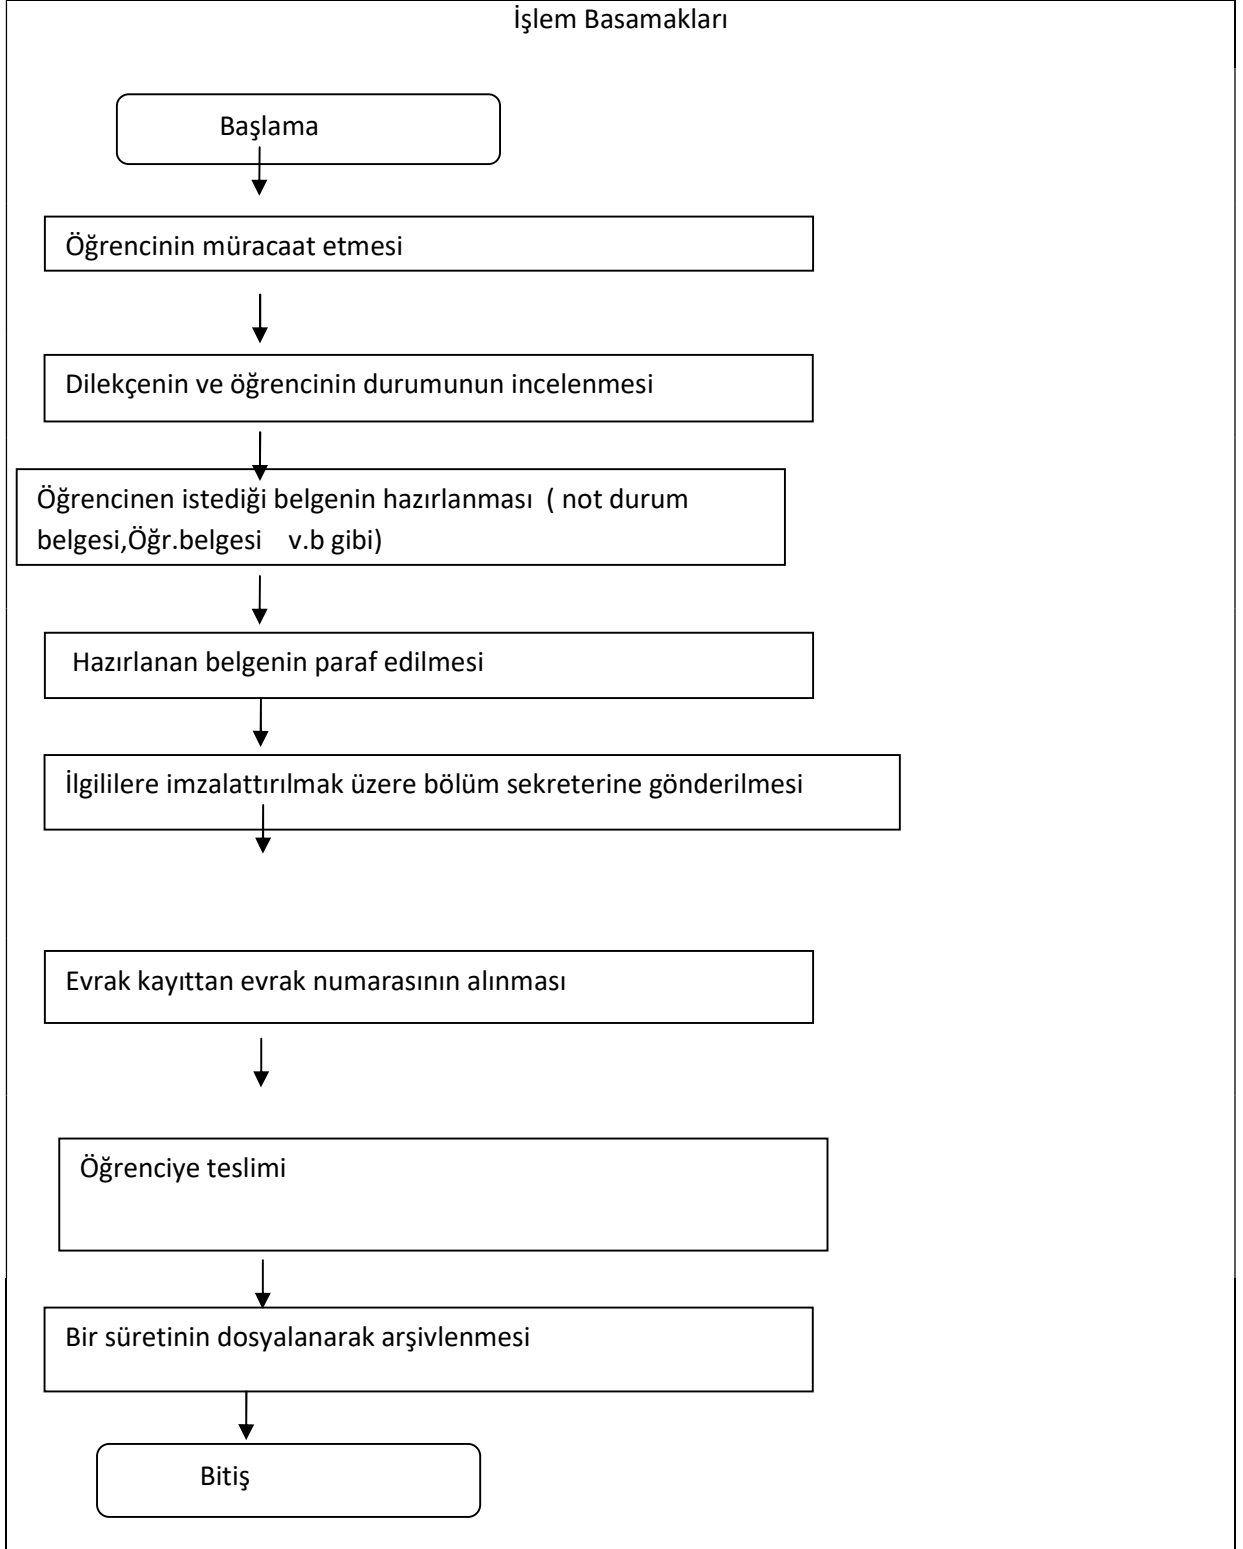 İşlem Basamakları
Başlama
Öğrencinin müracaat etmesi
Dilekçenin ve öğrencinin durumunun incelenmesi
Öğrencinen istediği belgenin hazırlanması ( not durum
belgesi,Öğr.belgesi v.b gibi)
Hazırlanan belgenin paraf edilmesi
İlgililere imzalattırılmak üzere bölüm sekreterine gönderilmesi
Evrak kayıttan evrak numarasının alınması
Öğrenciye teslimi
Bir süretinin dosyalanarak arşivlenmesi
Bitiş